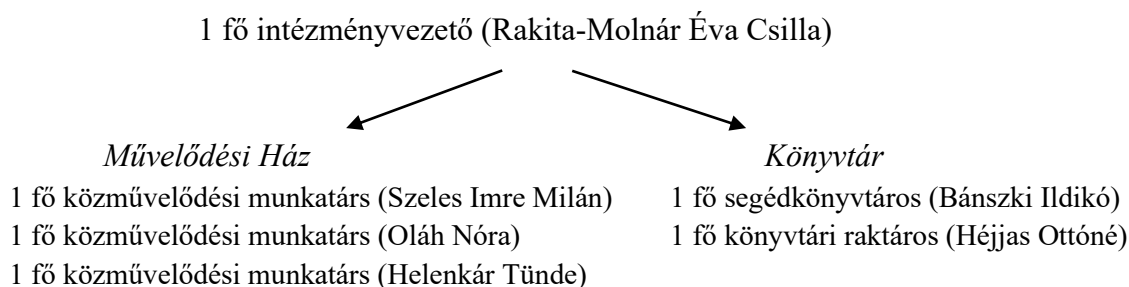 1 fő intézményvezető (Rakita-Molnár Éva Csilla)
Művelődési Ház
1 fő közművelődési munkatárs (Szeles Imre Milán)
1 fő közművelődési munkatárs (Oláh Nóra)
1 fő közművelődési munkatárs (Helenkár Tünde)
Könyvtár
1 fő segédkönyvtáros (Bánszki Ildikó)
1 fő könyvtári raktáros (Héjjas Ottóné)